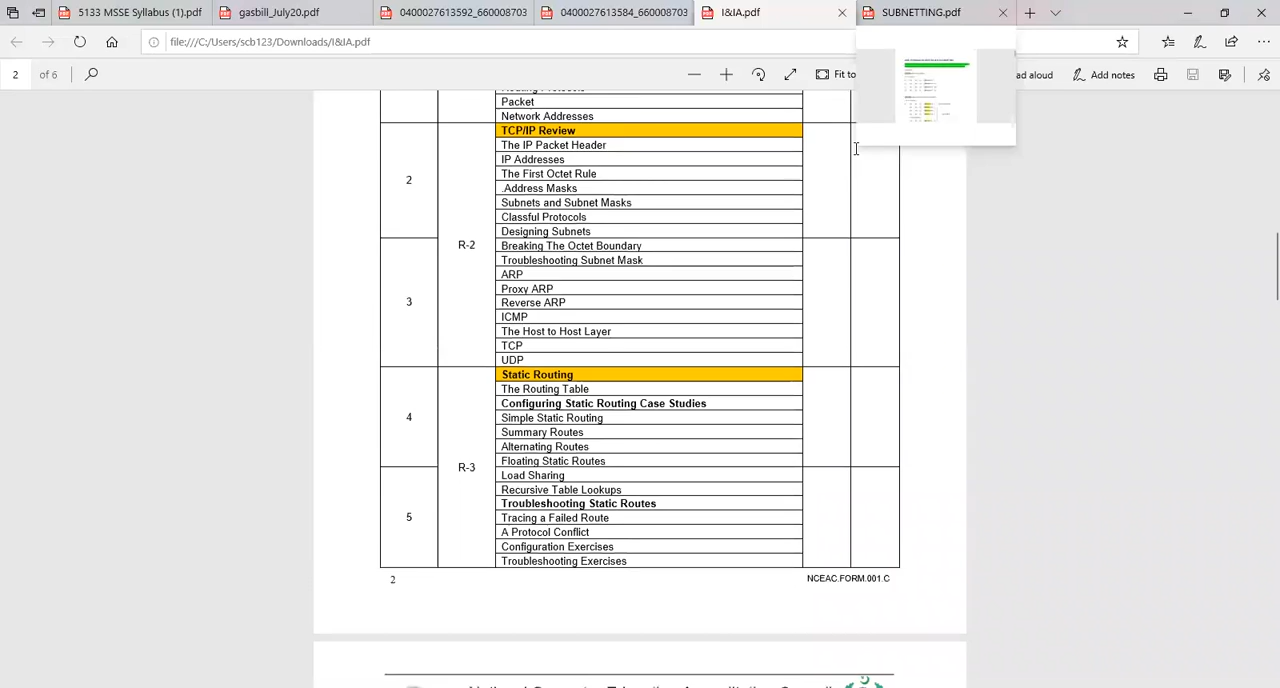 5133 MSSE Syllabus (1).pdf
gasbill_July20.pdf
0400027613592_660008703
0400027613584_660008703
I&IA.pdf
SUBNETTING.pdf
file:///C:/Users/scb123/Downloads/I&IA.pdf
2 of 6
Fit to
ad aloud
Add notes
Packet
Network Addresses
TCP/IP Review
The IP Packet Header
IP Addresses
The First Octet Rule
2
.Address Masks
Subnets and Subnet Masks
Classful Protocols
Designing Subnets
R-2
Breaking The Octet Boundary
Troubleshooting Subnet Mask
ARP
Proxy ARP
3
Reverse ARP
ICMP
The Host to Host Layer
TCP
UDP
Static Routing
The Routing Table
Configuring Static Routing Case Studies
4
Simple Static Routing
Summary Routes
Alternating Routes
Floating Static Routes
R-3
Load Sharing
Recursive Table Lookups
Troubleshooting Static Routes
5
Tracing a Failed Route
A Protocol Conflict
Configuration Exercises
Troubleshooting Exercises
2
NCEAC.FORM.001.C